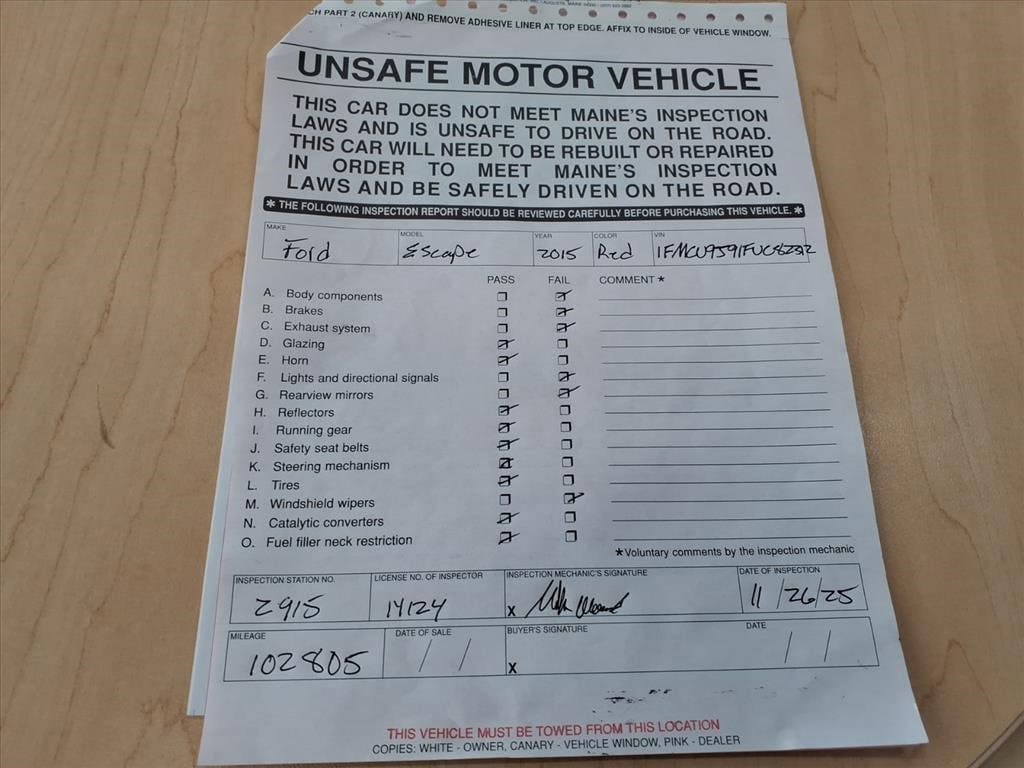 CH PART 2 (CANARY) AND REMOVE ADHESIVE LINER AT TOP EDGE. AFFIX TO INSIDE OF VEHICLE WINDOW.
UNSAFE MOTOR VEHICLE
THIS CAR DOES NOT MEET MAINE'S INSPECTION
LAWS AND IS UNSAFE TO DRIVE ON THE ROAD.
THIS CAR WILL NEED TO BE REBUILT OR REPAIRED
IN ORDER TO MEET MAINE'S INSPECTION
LAWS AND BE SAFELY DRIVEN ON THE ROAD.
* THE FOLLOWING INSPECTION REPORT SHOULD BE REVIEWED CAREFULLY BEFORE PURCHASING THIS VEHICLE. *
MAKE MODEL YEAR COLOR VIN
Ford Escape 2015 Red
PASS FAIL COMMENT *
A. Body components
B. Brakes
C. Exhaust system
D. Glazing
E. Horn
F. Lights and directional signals
G. Rearview mirrors
H. Reflectors
I. Running gear
J. Safety seat belts
K. Steering mechanism
L. Tires
M. Windshield wipers
N. Catalytic converters
O. Fuel filler neck restriction
*Voluntary comments by the inspection mechanic
INSPECTION STATION NO. LICENSE NO. OF INSPECTOR INSPECTION MECHANIC'S SIGNATURE DATE OF INSPECTION
2915 14124 X 11/26/25
MILEAGE DATE OF SALE BUYER'S SIGNATURE DATE
102805 / / X / /
THIS VEHICLE MUST BE TOWED FROM THIS LOCATION
COPIES: WHITE - OWNER, CANARY - VEHICLE WINDOW, PINK - DEALER